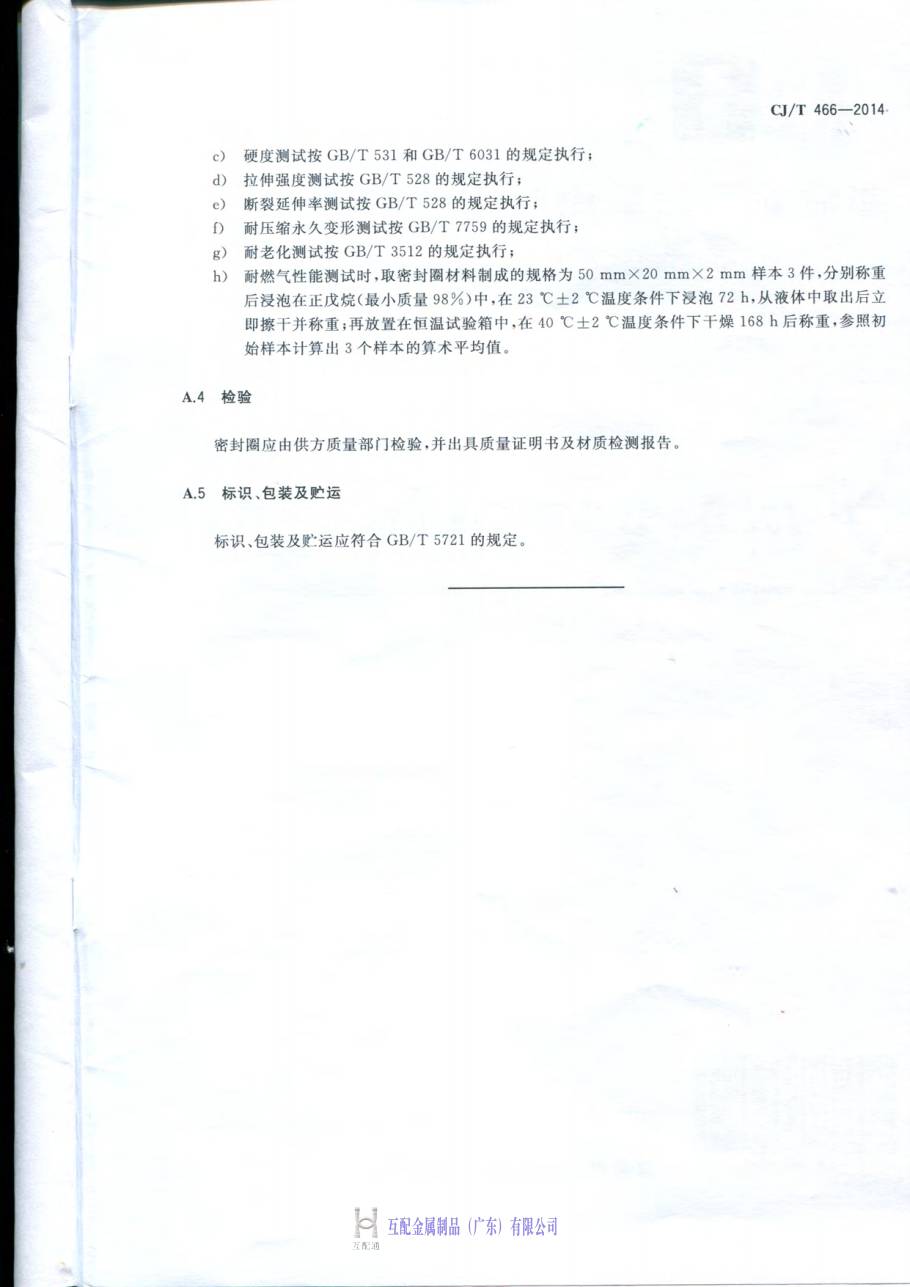 CJ/T 466—2014
c) 硬度测试按 GB/T 531 和 GB/T 6031 的规定执行;
d) 拉伸强度测试按 GB/T 528 的规定执行;
e) 断裂延伸率测试按 GB/T 528 的规定执行;
f) 耐压缩永久变形测试按 GB/T 7759 的规定执行;
g) 耐老化测试按 GB/T 3512 的规定执行;
h) 耐燃气性能测试时,取密封圈材料制成的规格为 50 mm×20 mm×2 mm 样本 3 件,分别称重
后浸泡在正戊烷(最小质量 98%)中,在 23 ℃±2 ℃温度条件下浸泡 72 h,从液体中取出后立
即擦干并称重;再放置在恒温试验箱中,在 40 ℃±2 ℃温度条件下干燥 168 h 后称重,参照初
始样本计算出 3 个样本的算术平均值。
A.4 检验
密封圈应由供方质量部门检验,并出具质量证明书及材质检测报告。
A.5 标识、包装及贮运
标识、包装及贮运应符合 GB/T 5721 的规定。
互配金属制品（广东）有限公司
互配通